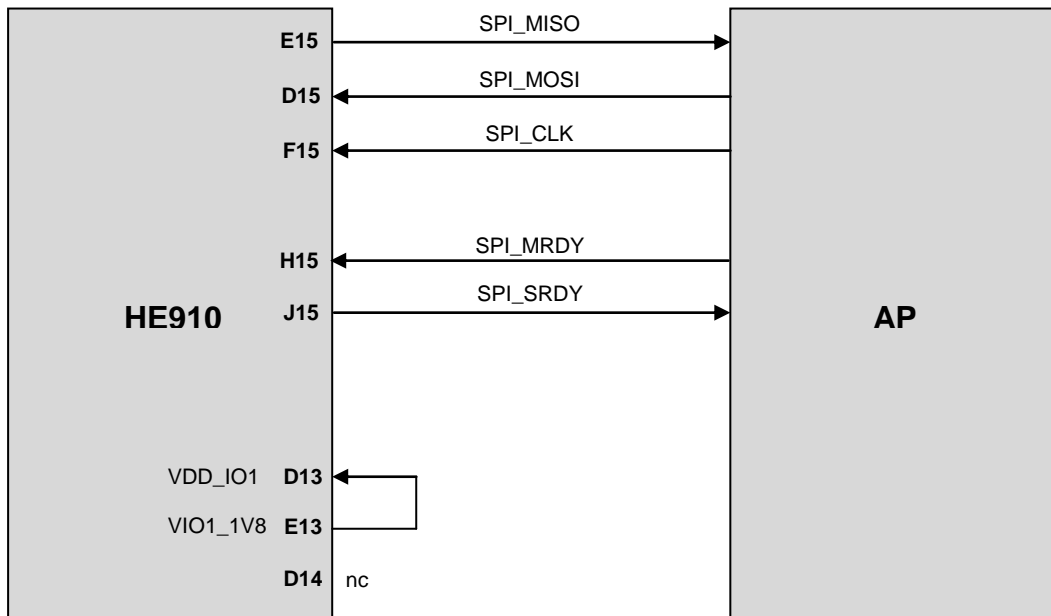 SPI_MISO
E15
SPI_MOSI
D15
SPI_CLK
F15
SPI_MRDY
H15
SPI_SRDY
HE910 J15 AP
VDD_IO1 D13
VIO1_1V8 E13
D14 nc